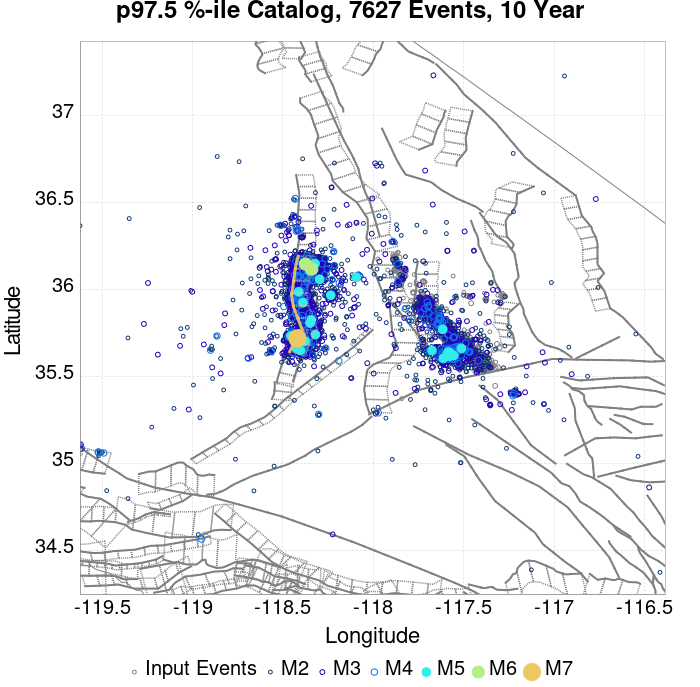 p97.5 %-ile Catalog, 7627 Events, 10 Year
Latitude
37
36.5
36
35.5
35
34.5
-119.5 -119 -118.5 -118 -117.5 -117 -116.5
Longitude
Input Events M2 M3 M4 M5 M6 M7